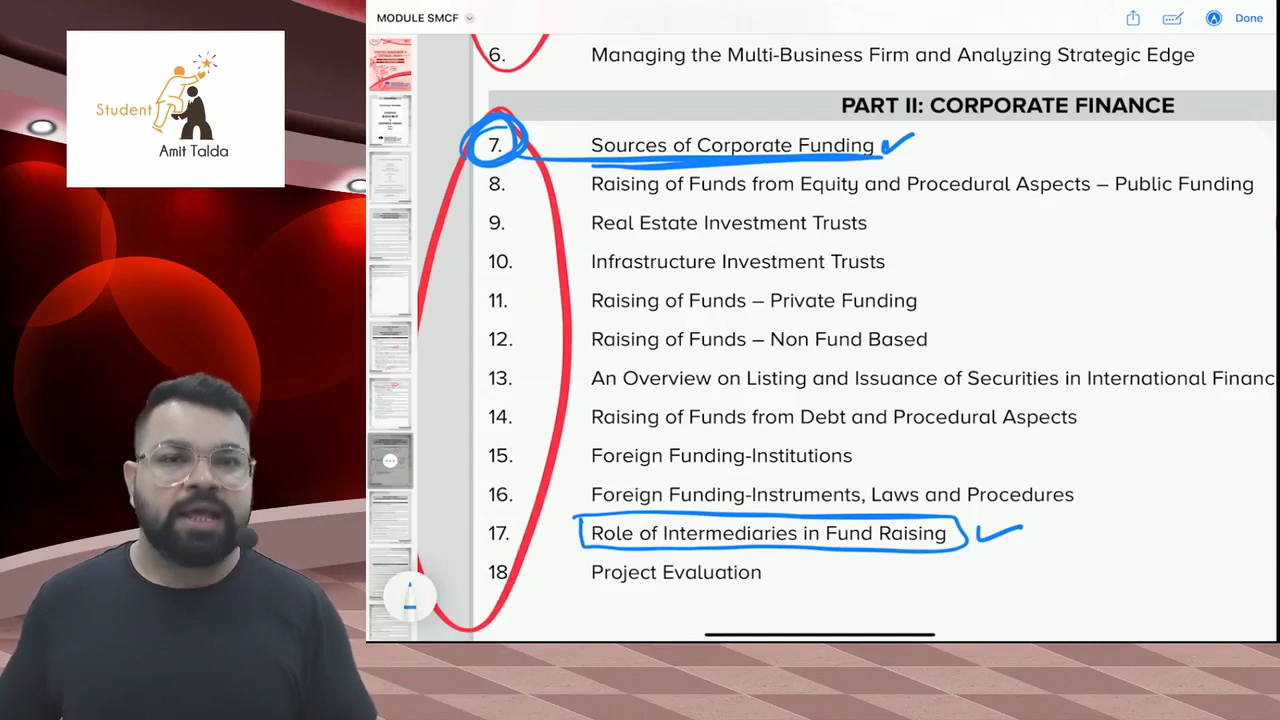 MODULE SMCF
Done
Student
Amit Talda
6. Managing the Multi-Business Firm and Analyzing Strategic Edge
PART II: CORPORATE FINANCE
7. Sources of Corporate Funding
8. Raising of Funds from Equity and Procedural Aspects – Public Funding
9. Real Estate Investment Trusts
10. Infrastructure Investment Trusts
11. Raising of Funds – Private Funding
12. Raising of Funds – Non Fund Based
13. An Overview of Listing and Issuance of Securities in International Financ
14. Raising of Funds from Debt and Procedural Aspects
15. Foreign Funding-Institutions
16. Foreign Funding-Instruments, Laws and Procedures
17. Role of Intermediaries in Fund Raising
18. Project Evaluation